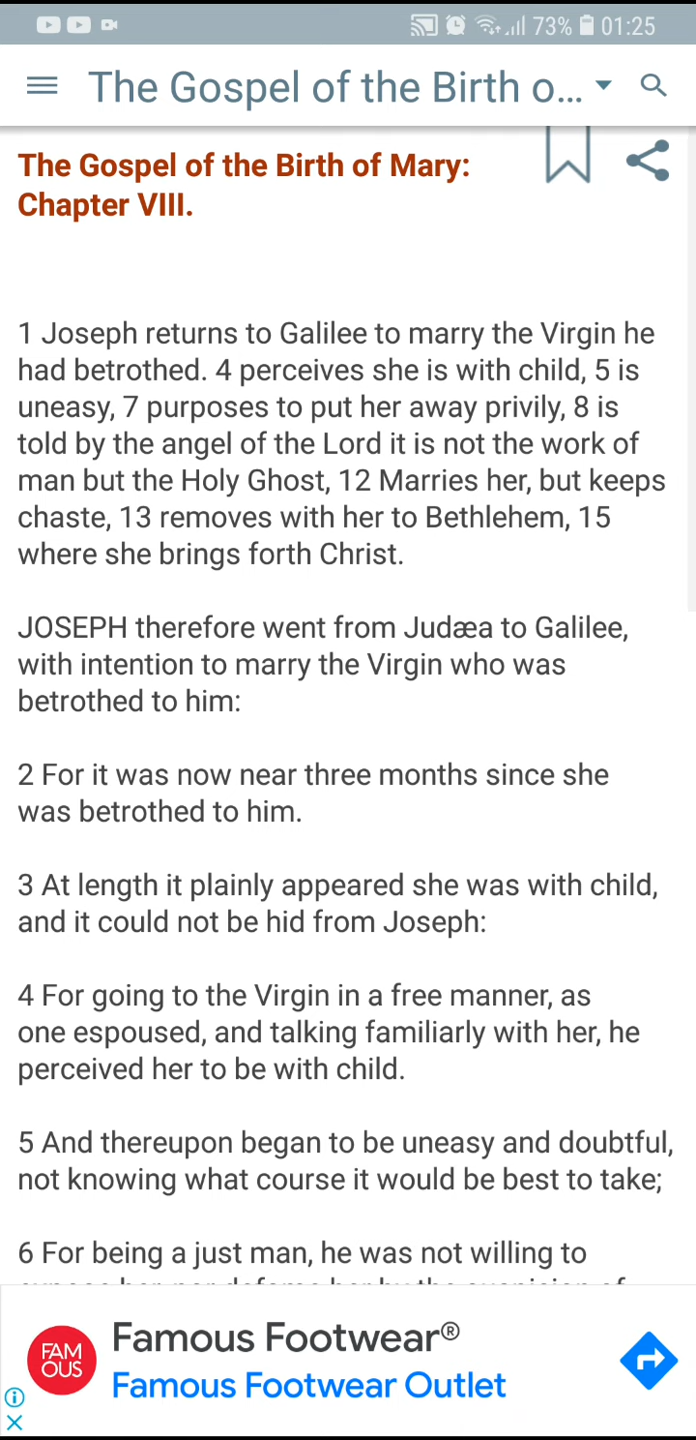 73% 01:25
The Gospel of the Birth o...
The Gospel of the Birth of Mary:
Chapter VIII.
1 Joseph returns to Galilee to marry the Virgin he
had betrothed. 4 perceives she is with child, 5 is
uneasy, 7 purposes to put her away privily, 8 is
told by the angel of the Lord it is not the work of
man but the Holy Ghost, 12 Marries her, but keeps
chaste, 13 removes with her to Bethlehem, 15
where she brings forth Christ.
JOSEPH therefore went from Judæa to Galilee,
with intention to marry the Virgin who was
betrothed to him:
2 For it was now near three months since she
was betrothed to him.
3 At length it plainly appeared she was with child,
and it could not be hid from Joseph:
4 For going to the Virgin in a free manner, as
one espoused, and talking familiarly with her, he
perceived her to be with child.
5 And thereupon began to be uneasy and doubtful,
not knowing what course it would be best to take;
6 For being a just man, he was not willing to
FAM
OUS
Famous Footwear®
Famous Footwear Outlet